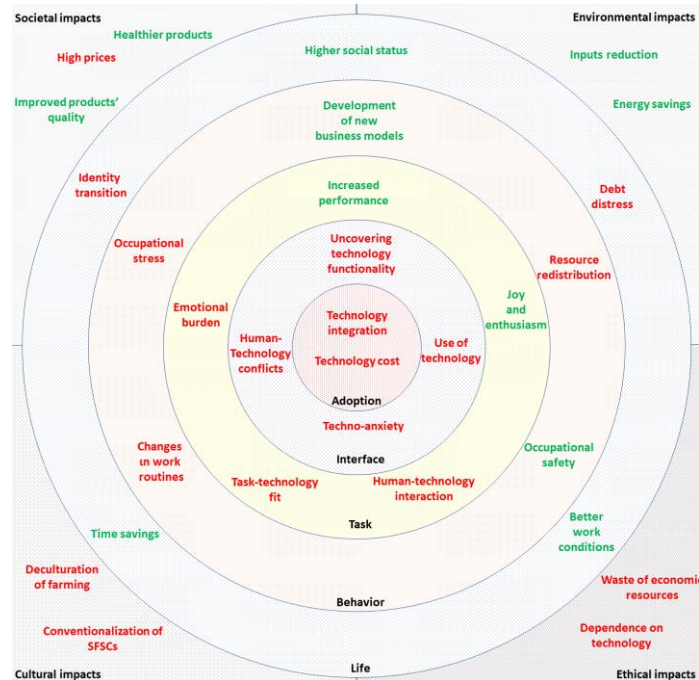 Societal impacts
Environmental impacts
Healthier products
High prices
Higher social status
Inputs reduction
Improved products'
quality
Energy savings
Development
of new
business models
Identity
transition
Increased
performance
Debt
distress
Occupational
stress
Uncovering
technology
functionality
Resource
redistribution
Emotional
burden
Joy
and
enthusiasm
Technology
integration
Human-
Technology
conflicts
Use of
technology
Technology cost
Adoption
Techno-anxiety
Interface
Changes
in work
routines
Occupational
safety
Task-technology
fit
Human-technology
interaction
Task
Time savings
Better
work
conditions
Deculturation
of farming
Waste of economic
resources
Behavior
Conventionalization of
SFSCs
Dependence on
technology
Life
Cultural impacts
Ethical impacts